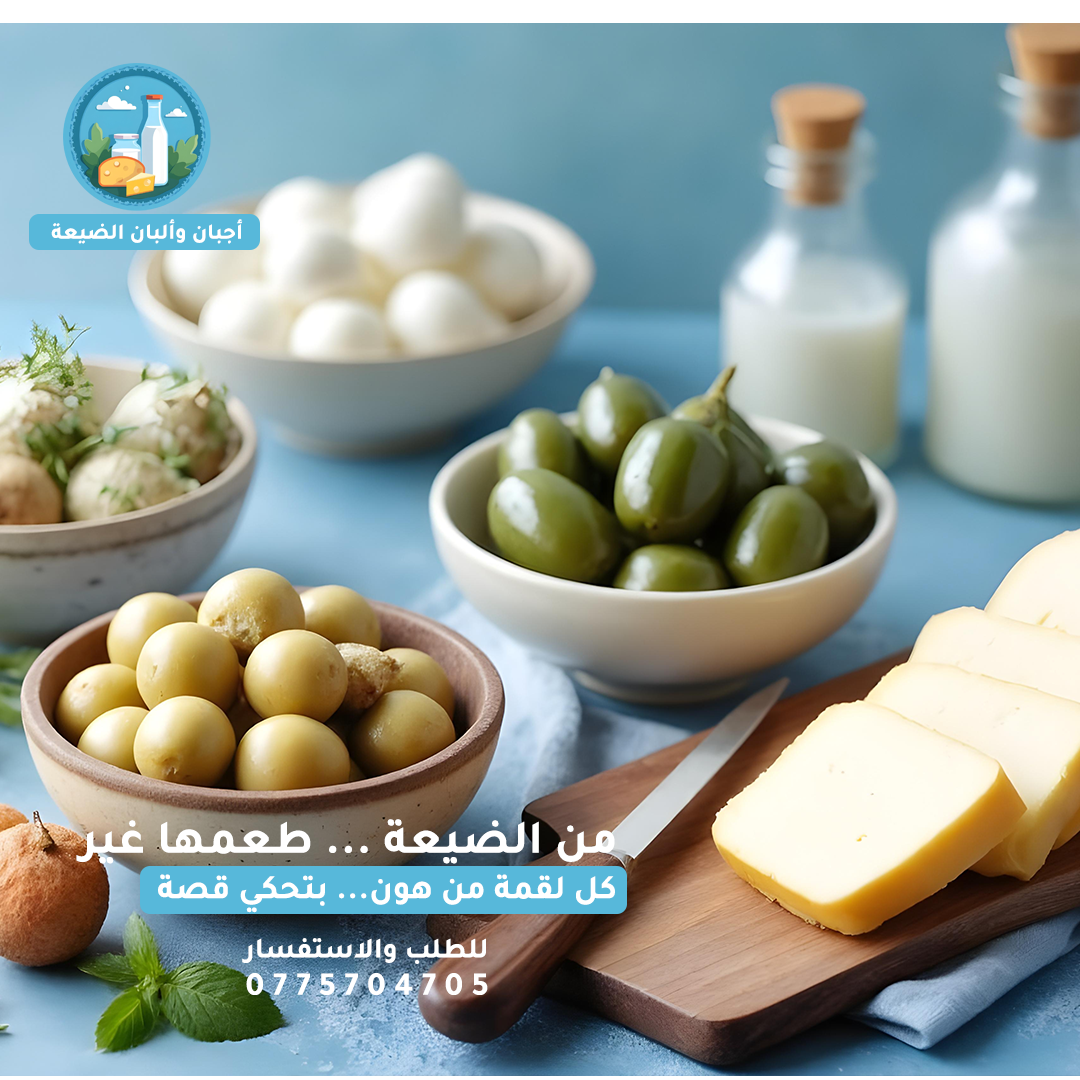 أجبان وألبان الضيعة
من الضيعة ... طعمها غير
كل لقمة من هون... بتحكي قصة
للطلب والاستفسار
0775704705